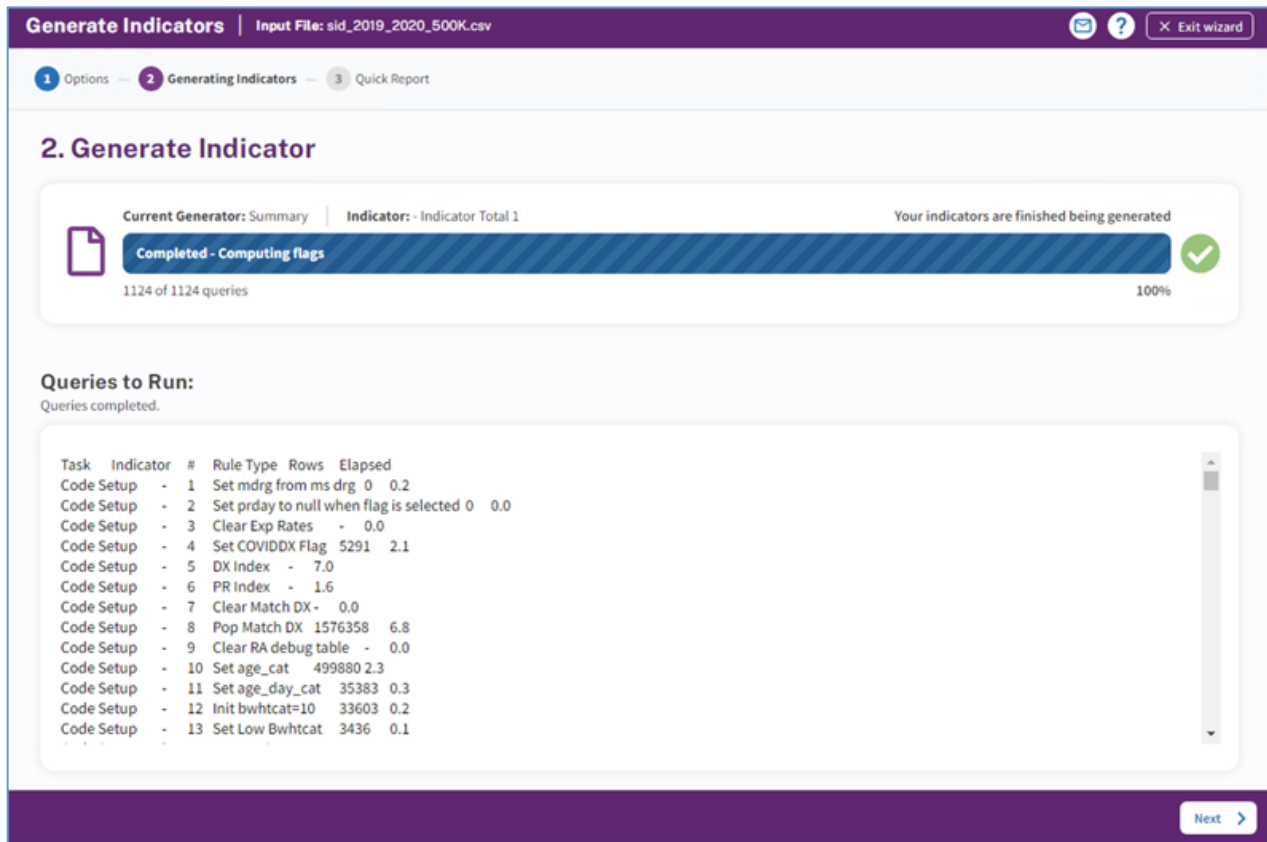 Generate Indicators | Input File: sid_2019_2020_500K.csv
? × Exit wizard
1 Options — 2 Generating Indicators — 3 Quick Report
2. Generate Indicator
Current Generator: Summary | Indicator: - Indicator Total 1
Your indicators are finished being generated
Completed - Computing flags
1124 of 1124 queries
100%
Queries to Run:
Queries completed.
Task Indicator # Rule Type Rows Elapsed
Code Setup - 1 Set mdrg from ms drg 0 0.2
Code Setup - 2 Set prday to null when flag is selected 0 0.0
Code Setup - 3 Clear Exp Rates - 0.0
Code Setup - 4 Set COVIDDX Flag 5291 2.1
Code Setup - 5 DX Index - 7.0
Code Setup - 6 PR Index - 1.6
Code Setup - 7 Clear Match DX - 0.0
Code Setup - 8 Pop Match DX 1576358 6.8
Code Setup - 9 Clear RA debug table - 0.0
Code Setup - 10 Set age_cat 499880 2.3
Code Setup - 11 Set age_day_cat 35383 0.3
Code Setup - 12 Init bwhtcat=10 33603 0.2
Code Setup - 13 Set Low Bwhtcat 3436 0.1
Next >